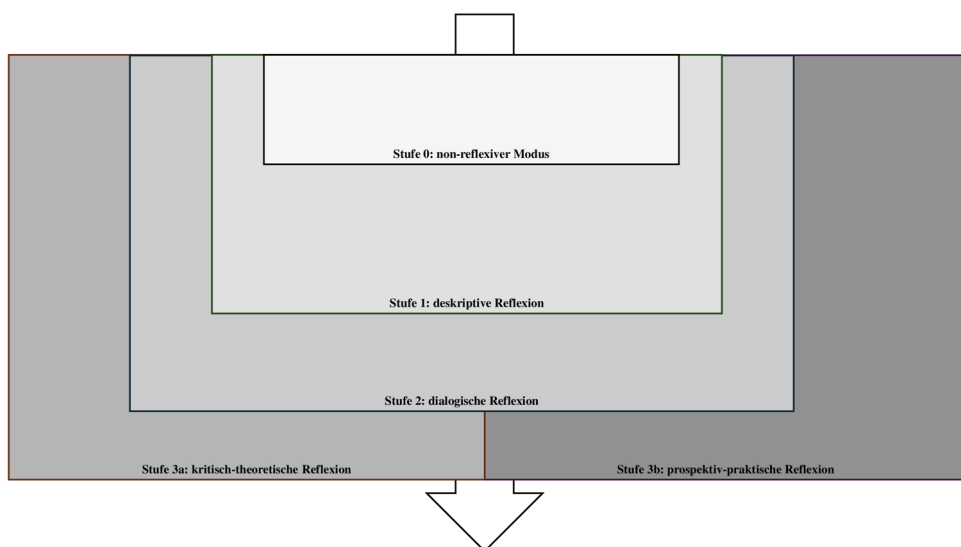 Stufe 0: non-reflexiver Modus
Stufe 1: deskriptive Reflexion
Stufe 2: dialogische Reflexion
Stufe 3a: kritisch-theoretische Reflexion
Stufe 3b: prospektiv-praktische Reflexion